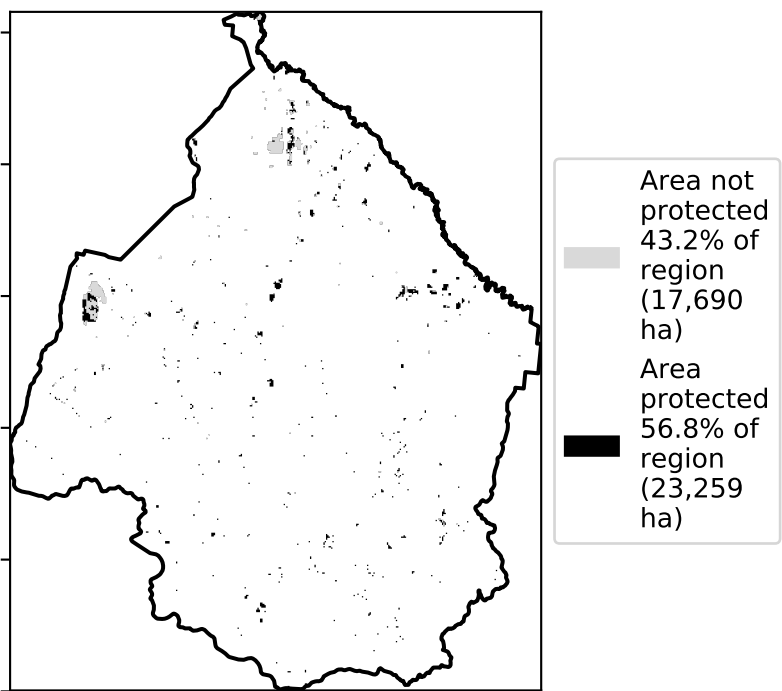 Area not
protected
43.2% of
region
(17,690
ha)
Area
protected
56.8% of
region
(23,259
ha)